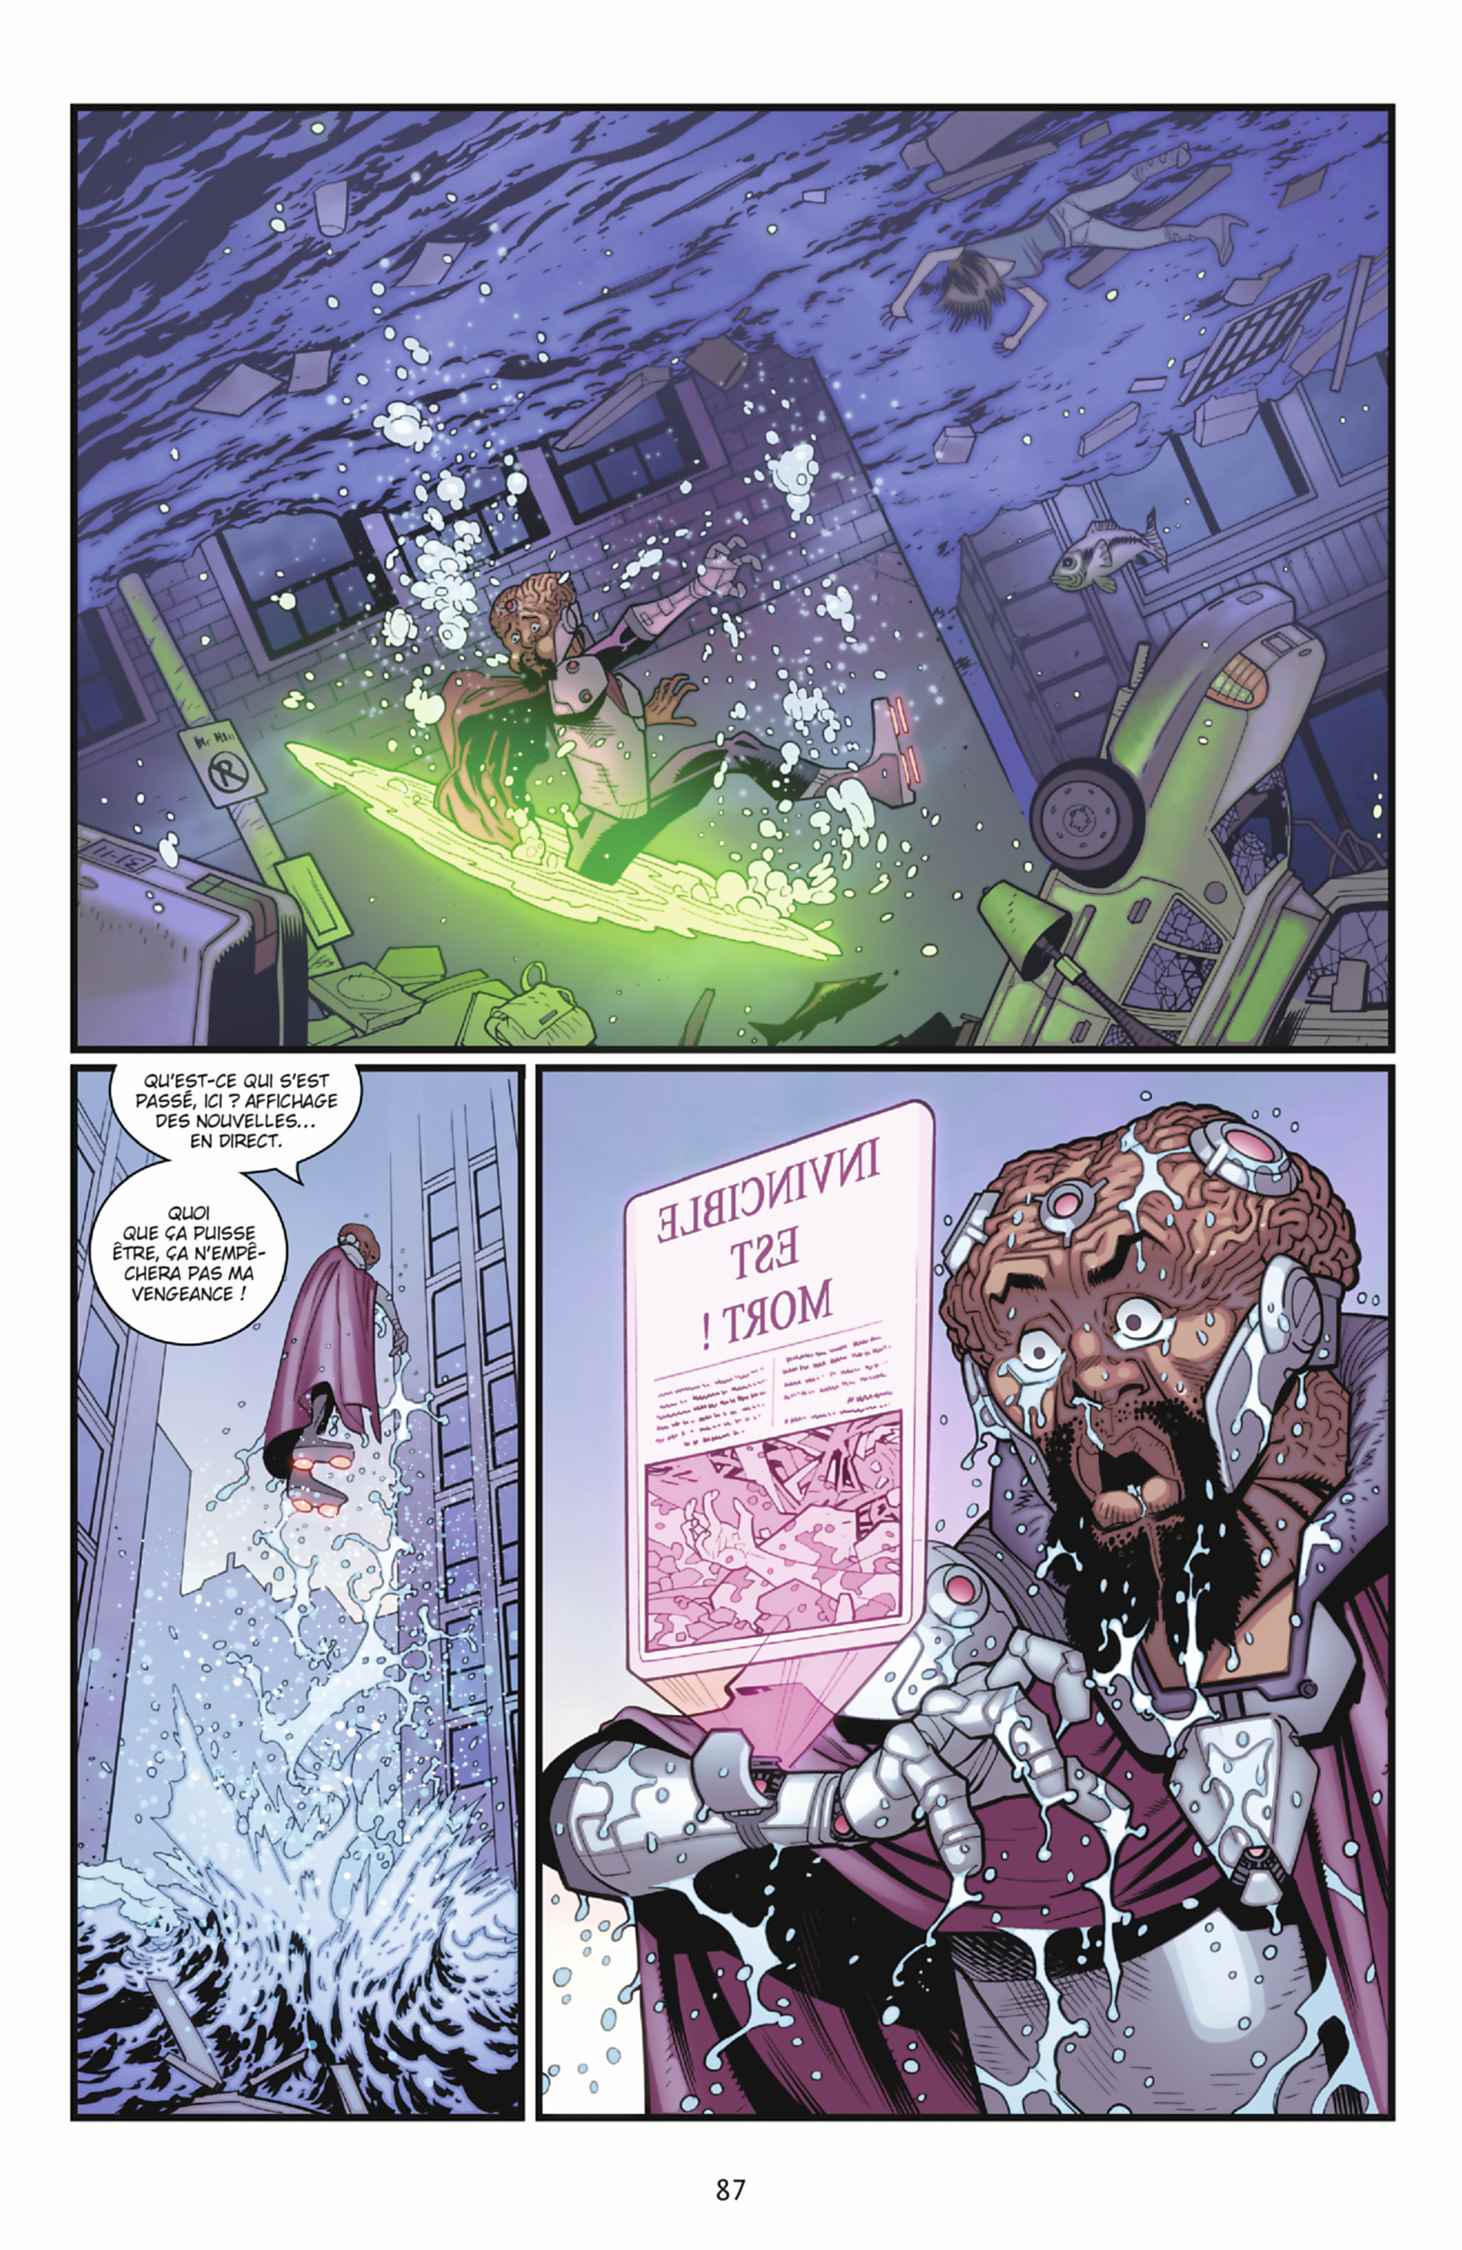 QU'EST-CE QUI S'EST
PASSÉ, ICI ? AFFICHAGE
DES NOUVELLES...
EN DIRECT.
QUOI
QUE ÇA PUISSE
ÊTRE, ÇA N'EMPÊ-
CHERA PAS MA
VENGEANCE !
INVINCIBLE
EST
MORT !
87